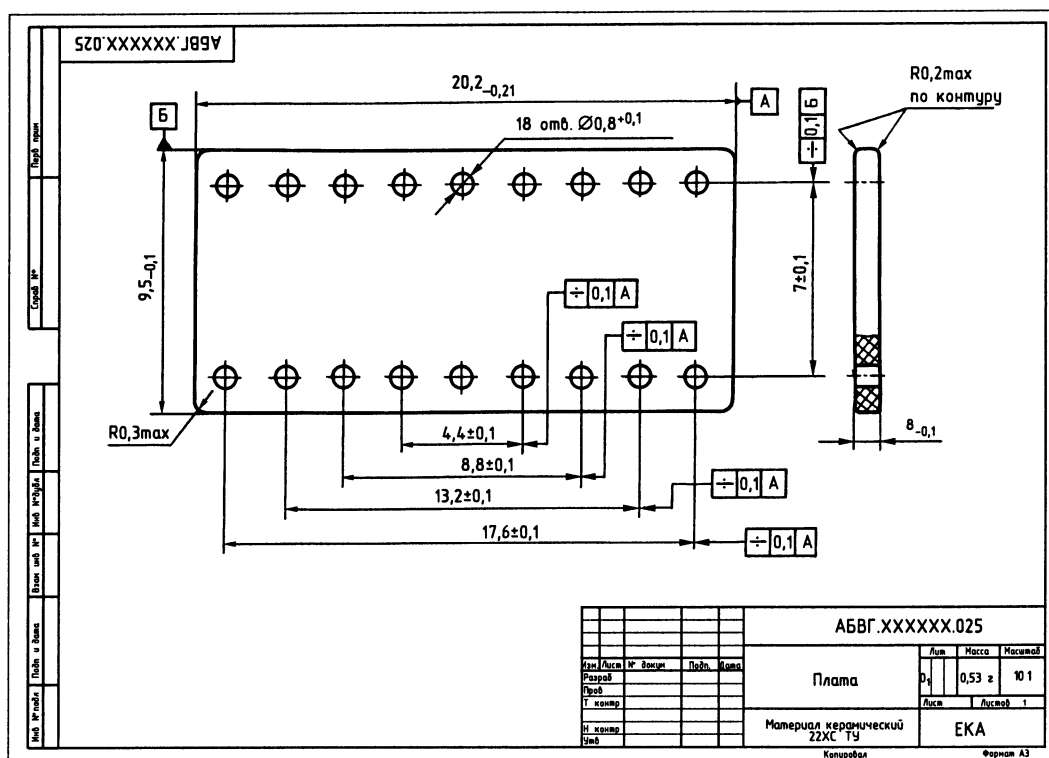 АБВГ.XXXXXX.025
20,2-0,21
А
Б
18 отв. Ø0,8+0,1
÷ 0,1 Б
R0,2max
по контуру
9,5-0,1
7±0,1
÷ 0,1 А
÷ 0,1 А
R0,3max
4,4±0,1
8,8±0,1
÷ 0,1 А
13,2±0,1
17,6±0,1
÷ 0,1 А
8-0,1
Перв прим
Справ №
Подп и дата
Инв № дубл
Взам инв №
Подп и дата
Инв № подл
АБВГ.XXXXXX.025
Изм. Лист № докум Подп. Дата
Разраб
Пров
Т контр
Н контр
Утв
Плата
Лит Масса Масштаб
0,53 г 10 1
Лист Листов 1
Материал керамический
22ХС ТУ
ЕКА
Копировал Формат А3